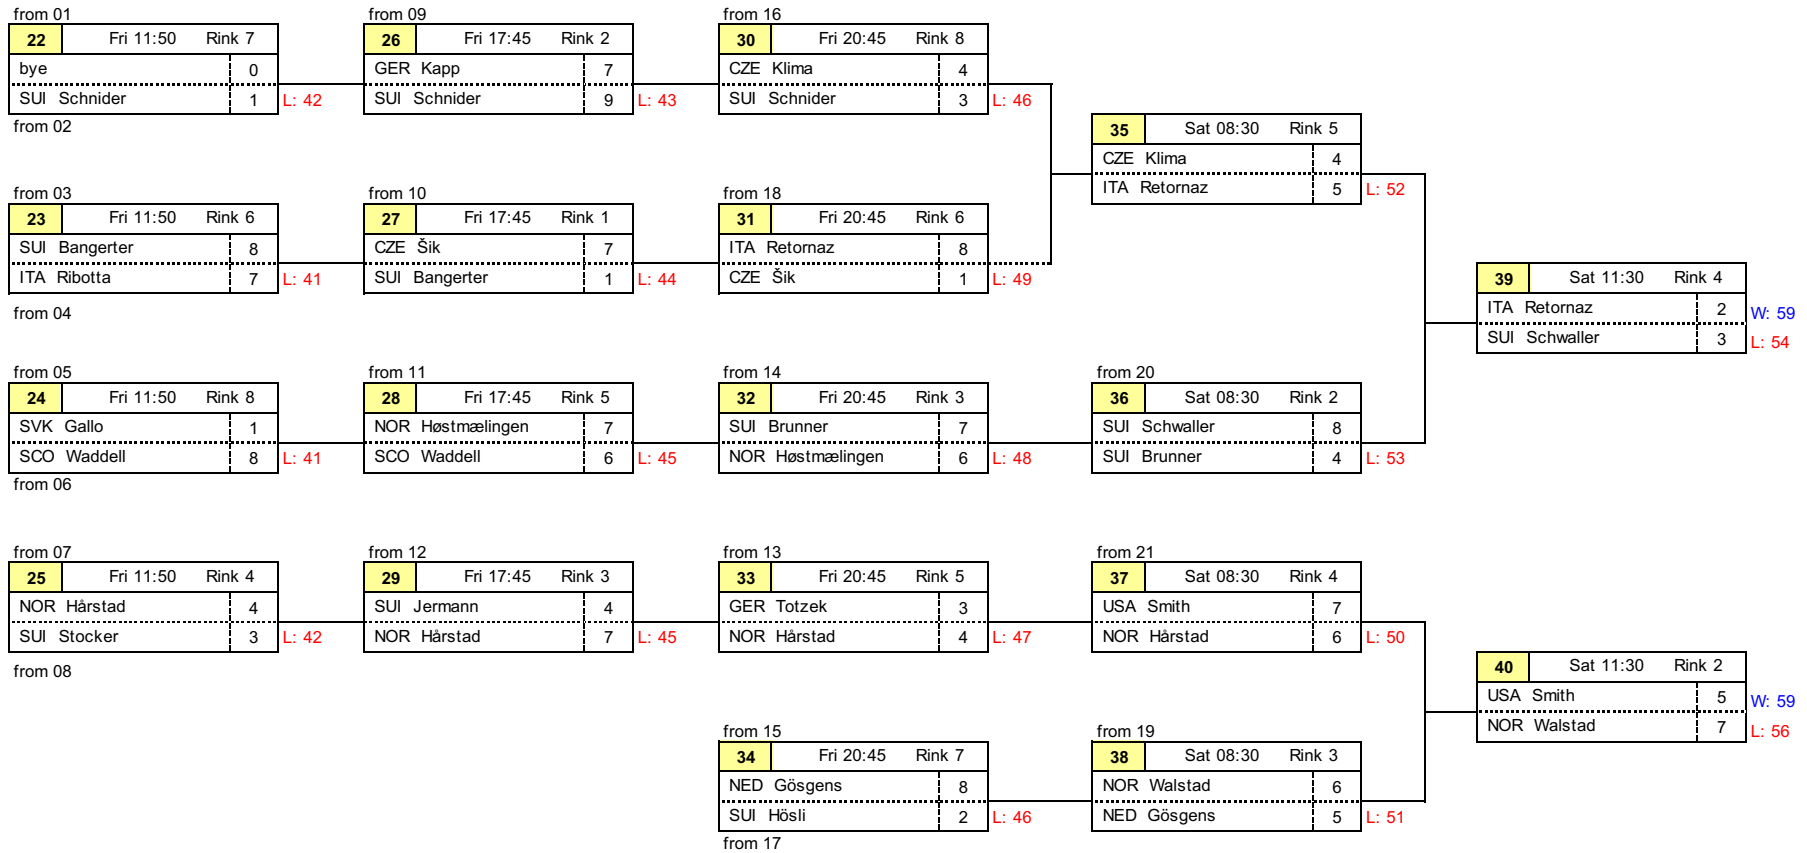 from 01
22 Fri 11:50 Rink 7
bye 0
SUI Schnider 1 L: 42
from 02
from 03
23 Fri 11:50 Rink 6
SUI Bangerter 8
ITA Ribotta 7 L: 41
from 04
from 05
24 Fri 11:50 Rink 8
SVK Gallo 1
SCO Waddell 8 L: 41
from 06
from 07
25 Fri 11:50 Rink 4
NOR Hårstad 4
SUI Stocker 3 L: 42
from 08
from 09
26 Fri 17:45 Rink 2
GER Kapp 7
SUI Schnider 9 L: 43
from 10
27 Fri 17:45 Rink 1
CZE Šik 7
SUI Bangerter 1 L: 44
from 11
28 Fri 17:45 Rink 5
NOR Høstmælingen 7
SCO Waddell 6 L: 45
from 12
29 Fri 17:45 Rink 3
SUI Jermann 4
NOR Hårstad 7 L: 45
from 16
30 Fri 20:45 Rink 8
CZE Klima 4
SUI Schnider 3 L: 46
from 18
31 Fri 20:45 Rink 6
ITA Retornaz 8
CZE Šik 1 L: 49
from 14
32 Fri 20:45 Rink 3
SUI Brunner 7
NOR Høstmælingen 6 L: 48
from 13
33 Fri 20:45 Rink 5
GER Totzek 3
NOR Hårstad 4 L: 47
from 15
34 Fri 20:45 Rink 7
NED Gösgens 8
SUI Hösli 2 L: 46
from 17
35 Sat 08:30 Rink 5
CZE Klima 4
ITA Retornaz 5 L: 52
from 20
36 Sat 08:30 Rink 2
SUI Schwaller 8
SUI Brunner 4 L: 53
from 21
37 Sat 08:30 Rink 4
USA Smith 7
NOR Hårstad 6 L: 50
from 19
38 Sat 08:30 Rink 3
NOR Walstad 6
NED Gösgens 5 L: 51
39 Sat 11:30 Rink 4
ITA Retornaz 2 W: 59
SUI Schwaller 3 L: 54
40 Sat 11:30 Rink 2
USA Smith 5 W: 59
NOR Walstad 7 L: 56